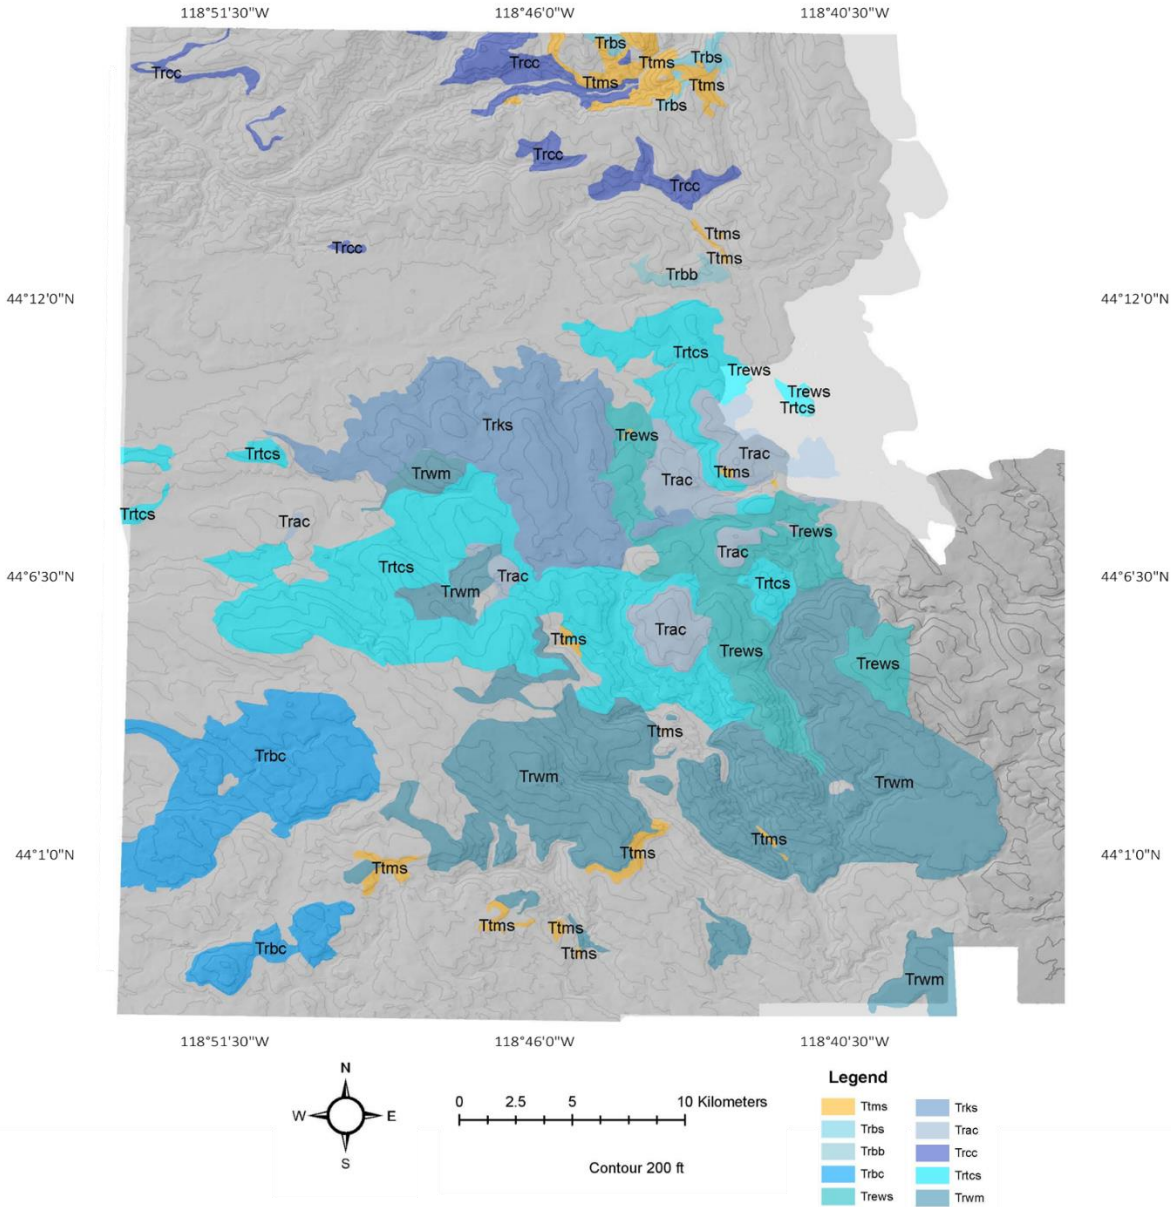 118°51'30"W 118°46'0"W 118°40'30"W
Trbs
Trbs
Trcc
Ttms
Trcc
Ttms
Ttms
Trbs
Trcc
Trcc
Ttms
Trcc
Ttms
Trbb
44°12'0"N 44°12'0"N
Trtcs
Trews
Trews
Trtcs
Trks
Trews
Trtcs
Trac
Trwm
Ttms
Trac
Trtcs
Trac
Trews
Trac
Trtcs
Trac
44°6'30"N 44°6'30"N
Trtcs
Trwm
Trac
Ttms
Trews
Trews
Ttms
Trbc
Trwm
Trwm
Ttms
44°1'0"N 44°1'0"N
Ttms
Ttms
Ttms
Ttms
Trbc
Ttms
Trwm
118°51'30"W 118°46'0"W 118°40'30"W
N
W E
S
0 2.5 5 10 Kilometers
Contour 200 ft
Legend
Ttms
Trbs
Trbb
Trbc
Trews
Trks
Trac
Trcc
Trtcs
Trwm